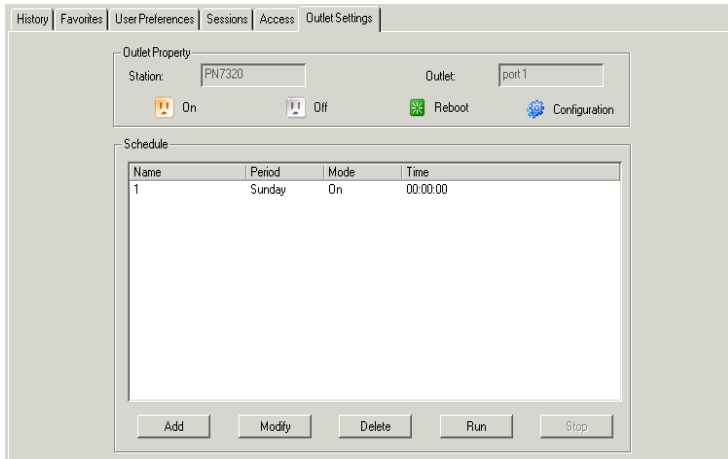 History Favorites User Preferences Sessions Access Outlet Settings
Outlet Property
Station: PN7320 Outlet: port 1
On Off Reboot Configuration
Schedule
Name Period Mode Time
1 Sunday On 00:00:00
Add Modify Delete Run Stop